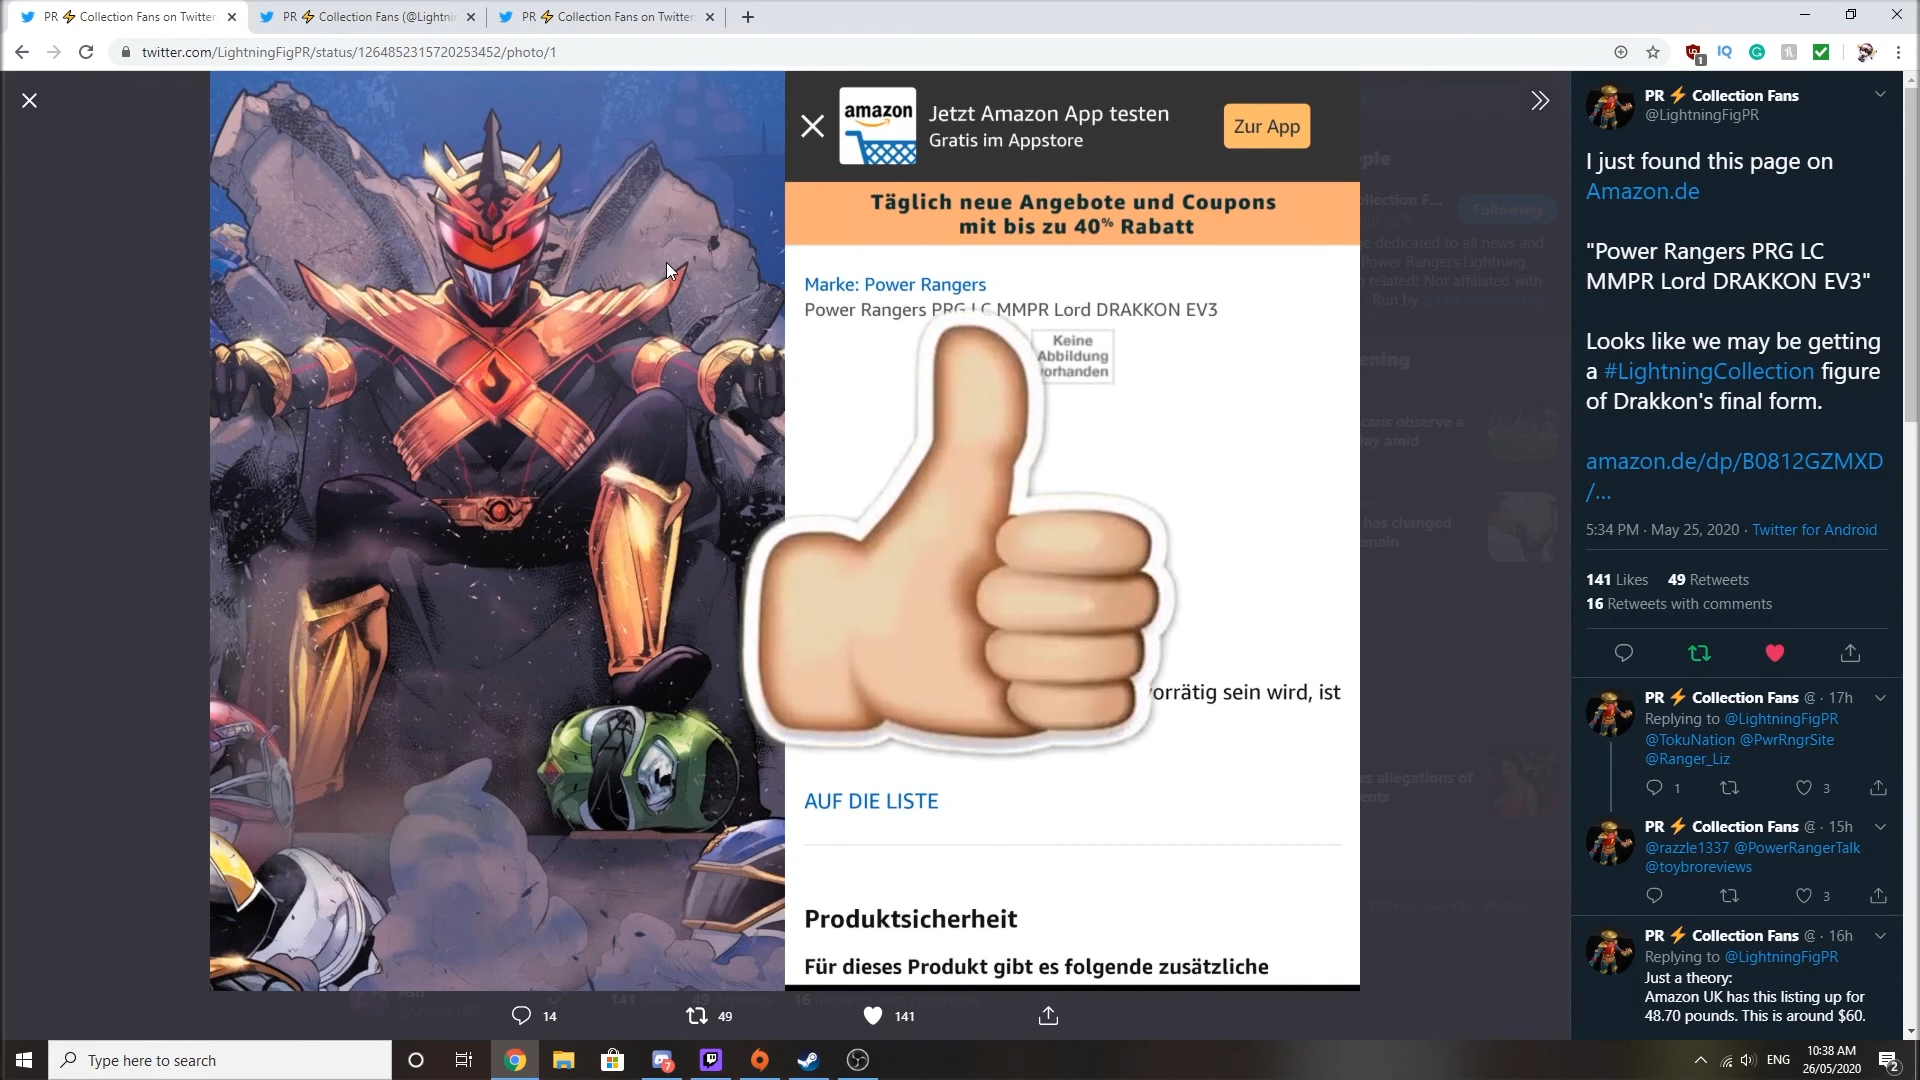 PR ⚡ Collection Fans on Twitter
PR ⚡ Collection Fans (@Lightnin
PR ⚡ Collection Fans on Twitter
twitter.com/LightningFigPR/status/1264852315720253452/photo/1
amazon
Jetzt Amazon App testen
Gratis im Appstore
Zur App
Täglich neue Angebote und Coupons
mit bis zu 40% Rabatt
Marke: Power Rangers
Power Rangers PRG LC MMPR Lord DRAKKON EV3
Keine
Abbildung
vorhanden
vorrätig sein wird, ist
AUF DIE LISTE
Produktsicherheit
Für dieses Produkt gibt es folgende zusätzliche
14
49
141
PR ⚡ Collection Fans
@LightningFigPR
I just found this page on
Amazon.de
"Power Rangers PRG LC
MMPR Lord DRAKKON EV3"
Looks like we may be getting
a #LightningCollection figure
of Drakkon's final form.
amazon.de/dp/B0812GZMXD
/...
5:34 PM · May 25, 2020 · Twitter for Android
141 Likes 49 Retweets
16 Retweets with comments
PR ⚡ Collection Fans @ · 17h
Replying to @LightningFigPR
@TokuNation @PwrRngrSite
@Ranger_Liz
1
3
PR ⚡ Collection Fans @ · 15h
@razzle1337 @PowerRangerTalk
@toybroreviews
3
PR ⚡ Collection Fans @ · 16h
Replying to @LightningFigPR
Just a theory:
Amazon UK has this listing up for
48.70 pounds. This is around $60.
Following
Type here to search
7
ENG
10:38 AM
26/05/2020
2